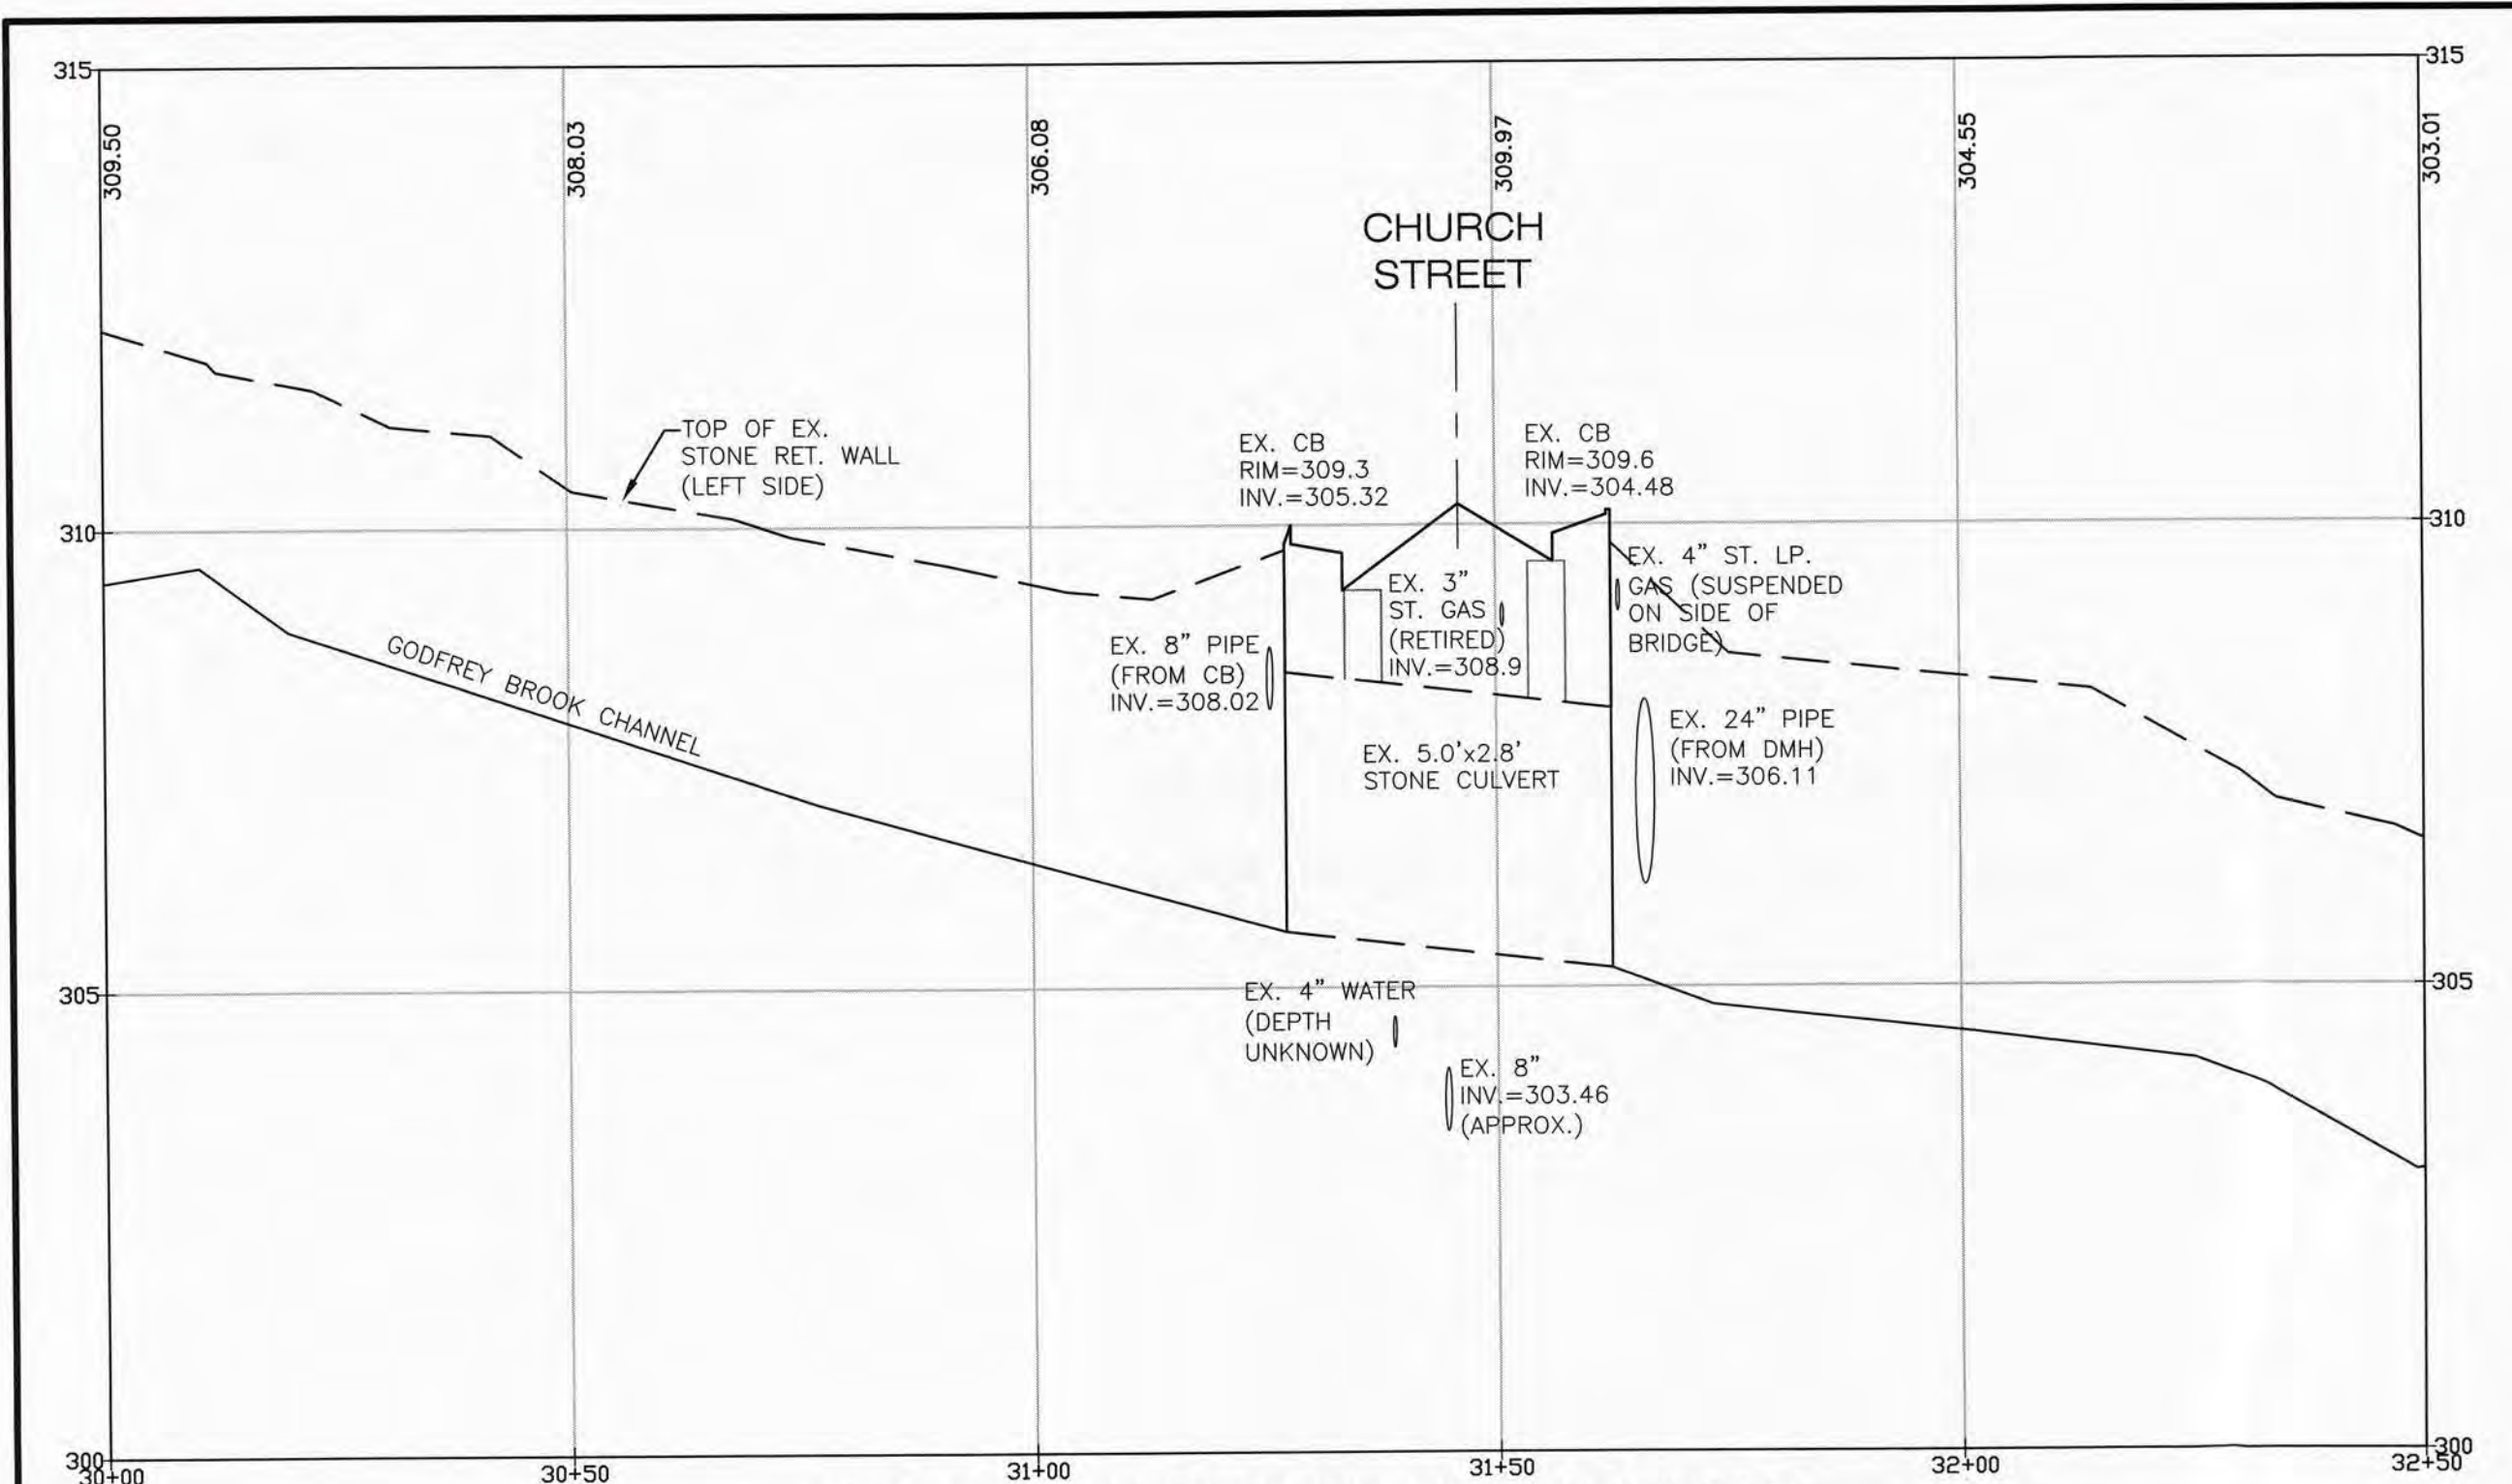 315
315
309.50
308.03
306.08
309.97
304.55
303.01
CHURCH
STREET
TOP OF EX.
STONE RET. WALL
(LEFT SIDE)
EX. CB
RIM=309.3
INV.=305.32
EX. CB
RIM=309.6
INV.=304.48
310
310
EX. 3"
ST. GAS
(RETIRED)
INV.=308.9
EX. 4" ST. LP.
GAS (SUSPENDED
ON SIDE OF
BRIDGE)
GODFREY BROOK CHANNEL
EX. 8" PIPE
(FROM CB)
INV.=308.02
EX. 5.0'x2.8'
STONE CULVERT
EX. 24" PIPE
(FROM DMH)
INV.=306.11
305
305
EX. 4" WATER
(DEPTH
UNKNOWN)
EX. 8"
INV.=303.46
(APPROX.)
300
300
30+00
30+50
31+00
31+50
32+00
32+50